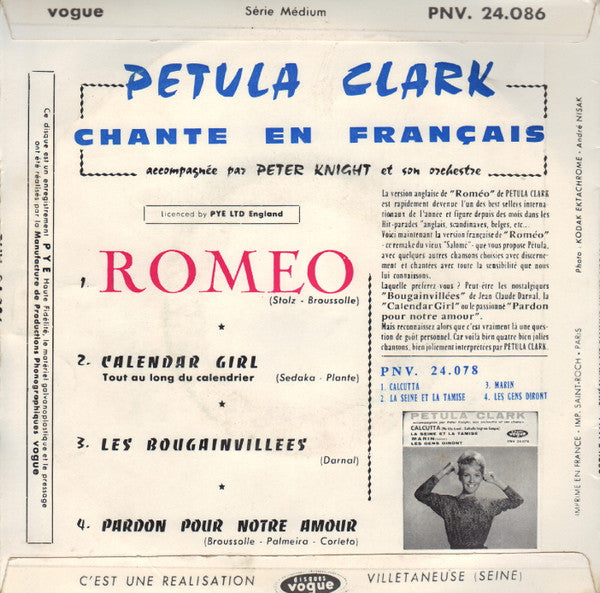 vogue
Série Médium
PNV. 24.086
PETULA CLARK
CHANTE EN FRANÇAIS
accompagnée par PETER KNIGHT et son orchestre
Licenced by PYE LTD England
1. ROMEO
(Stolz - Broussolle)
★
2. CALENDAR GIRL
Tout au long du calendrier (Sedaka - Plante)
★
3. LES BOUGAINVILLEES
(Darnal)
★
4. PARDON POUR NOTRE AMOUR
(Broussolle - Palmeira - Corleto)
La version anglaise de "Roméo" de PETULA CLARK
est rapidement devenue l'un des best sellers inter-
nationaux de l'année et figure depuis des mois dans les
Hit-parades "anglais, scandinaves, belges, etc...
Voici maintenant la version française de "Roméo"
- ce remake du vieux "Salomé" - que vous propose Pétula,
avec quelques autres chansons choisies avec discerne-
ment et chantées avec toute la sensibilité que nous
lui connaissons.
Laquelle préferez-vous ? Peut être les nostalgiques
"Bougainvillées" de Jean Claude Darnal, la
"Calendar Girl" ou le passionné "Pardon
pour notre amour".
Mais reconnaissez alors que c'est vraiment là une ques-
tion de goût personnel. Car voilà bien quatre bien jolies
chansons, bien joliement interprétées par PETULA CLARK.
PNV. 24.078
1. CALCUTTA
2. LA SEINE ET LA TAMISE
3. MARIN
4. LES GENS DIRONT
PETULA CLARK
CALCUTTA
LA SEINE ET LA TAMISE
MARIN
LES GENS DIRONT
vogue
Ce disque est un enregistrement PYE Haute Fidélité, le matériel galvanoplastique et le pressage
ont été réalisés par la Manufacture de Productions Phonographiques vogue
Photo - KODAK EKTACHROME - André NISAK
IMPRIME EN FRANCE - IMP. SAINT-ROCH - PARIS
C'EST UNE REALISATION
disques
vogue
VILLETANEUSE (SEINE)